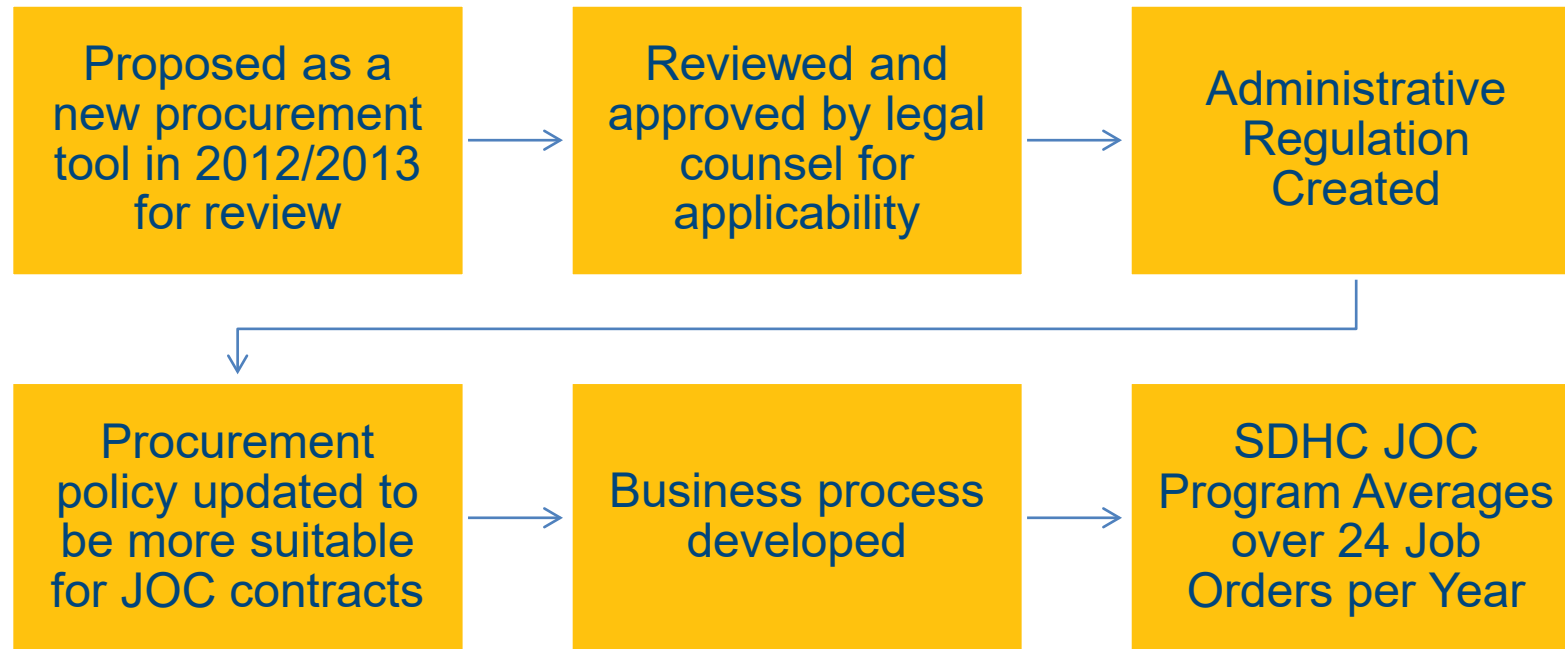 Proposed as a
new procurement
tool in 2012/2013
for review
Reviewed and
approved by legal
counsel for
applicability
Administrative
Regulation
Created
Procurement
policy updated to
be more suitable
for JOC contracts
Business process
developed
SDHC JOC
Program Averages
over 24 Job
Orders per Year